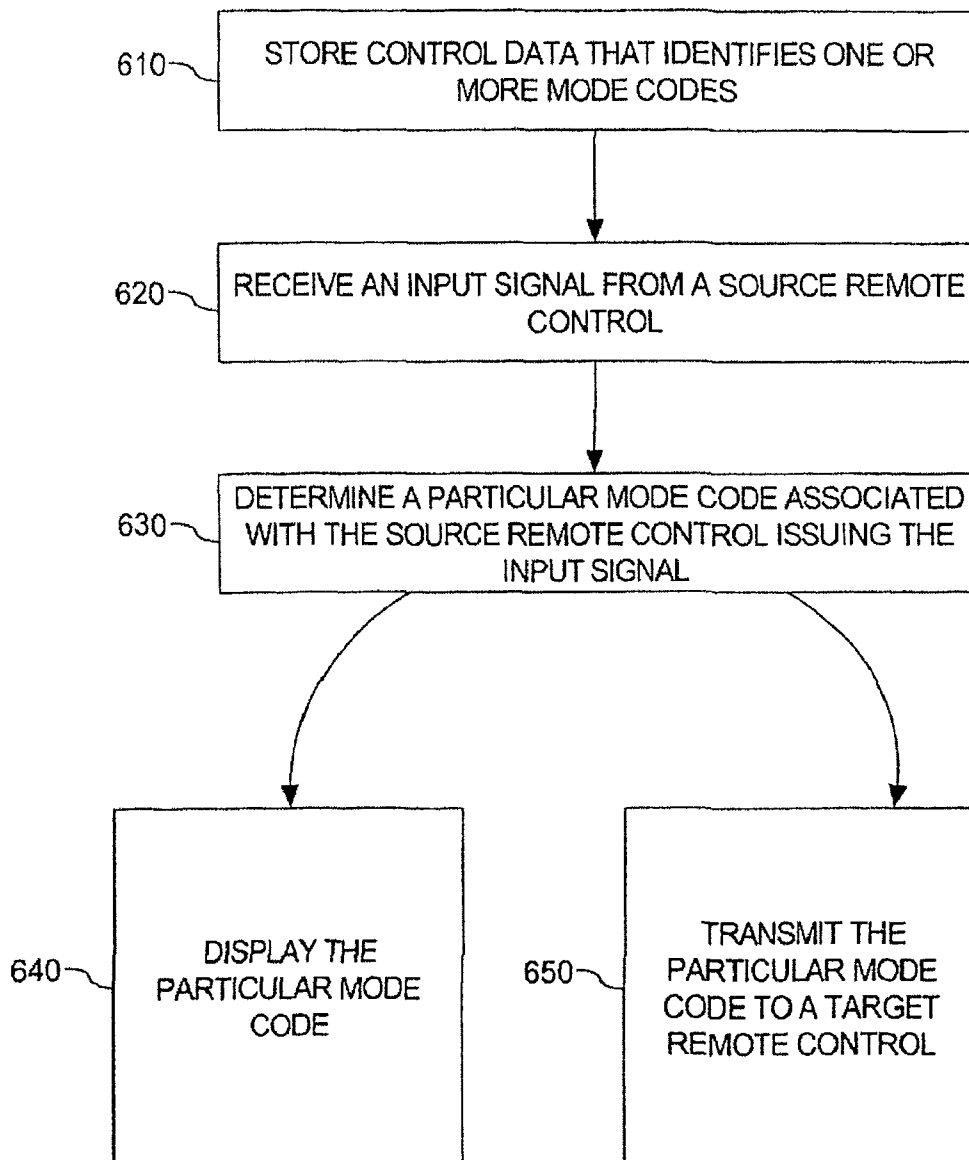 610
STORE CONTROL DATA THAT IDENTIFIES ONE OR
MORE MODE CODES
620
RECEIVE AN INPUT SIGNAL FROM A SOURCE REMOTE
CONTROL
630
DETERMINE A PARTICULAR MODE CODE ASSOCIATED
WITH THE SOURCE REMOTE CONTROL ISSUING THE
INPUT SIGNAL
640
DISPLAY THE
PARTICULAR MODE
CODE
650
TRANSMIT THE
PARTICULAR MODE
CODE TO A TARGET
REMOTE CONTROL